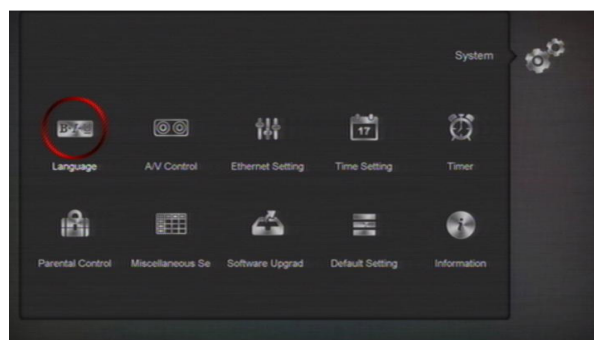 System
Language
A/V Control
Ethernet Setting
Time Setting
Timer
17
Parental Control
Miscellaneous Se
Software Upgrad
Default Setting
Information